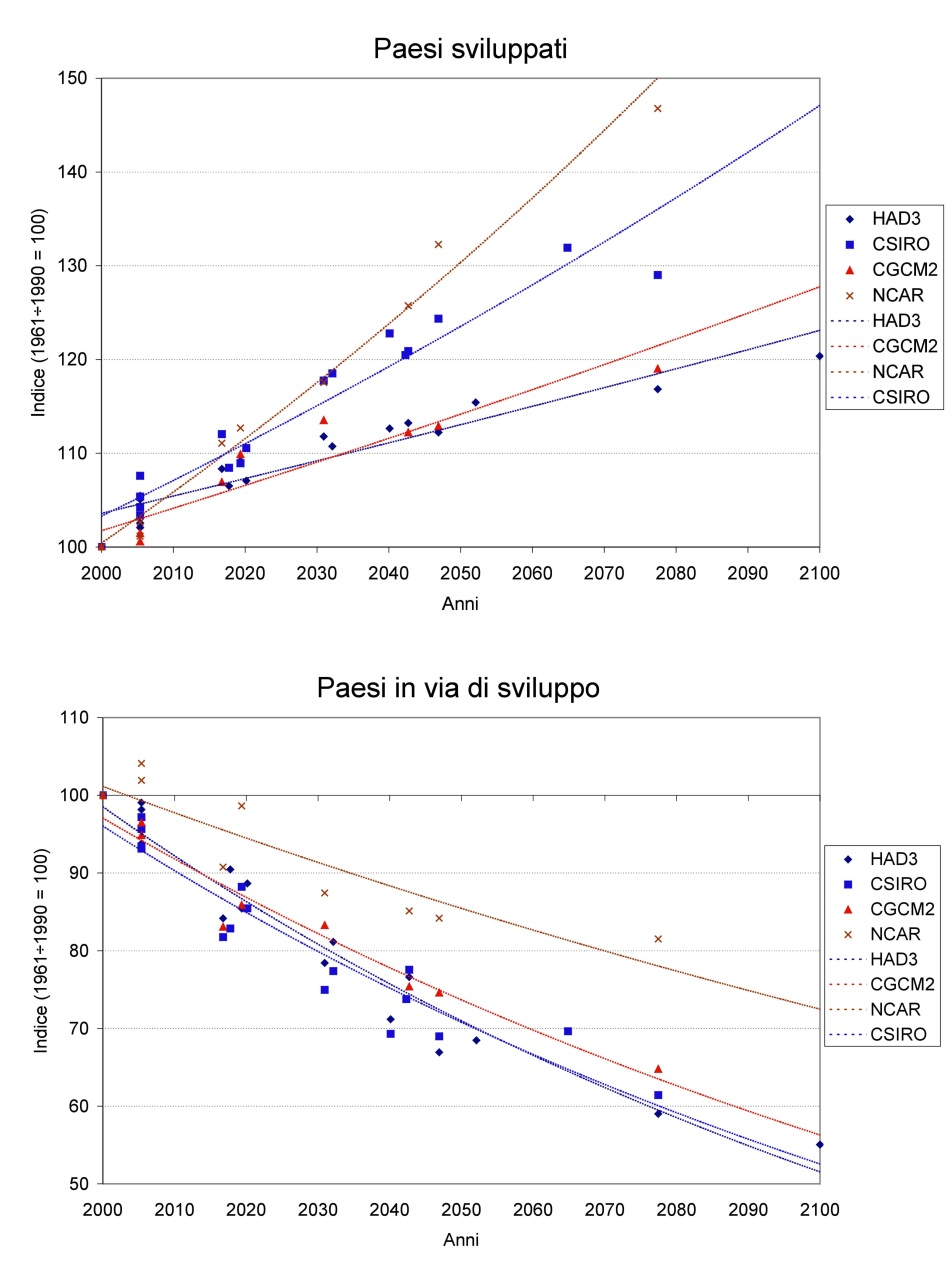 Paesi sviluppati
150
140
130
120
110
100
Indice (1961÷1990 = 100)
2000 2010 2020 2030 2040 2050 2060 2070 2080 2090 2100
Anni
HAD3
CSIRO
CGCM2
NCAR
HAD3
CGCM2
NCAR
CSIRO
Paesi in via di sviluppo
110
100
90
80
70
60
50
Indice (1961÷1990 = 100)
2000 2010 2020 2030 2040 2050 2060 2070 2080 2090 2100
Anni
HAD3
CSIRO
CGCM2
NCAR
HAD3
CGCM2
NCAR
CSIRO